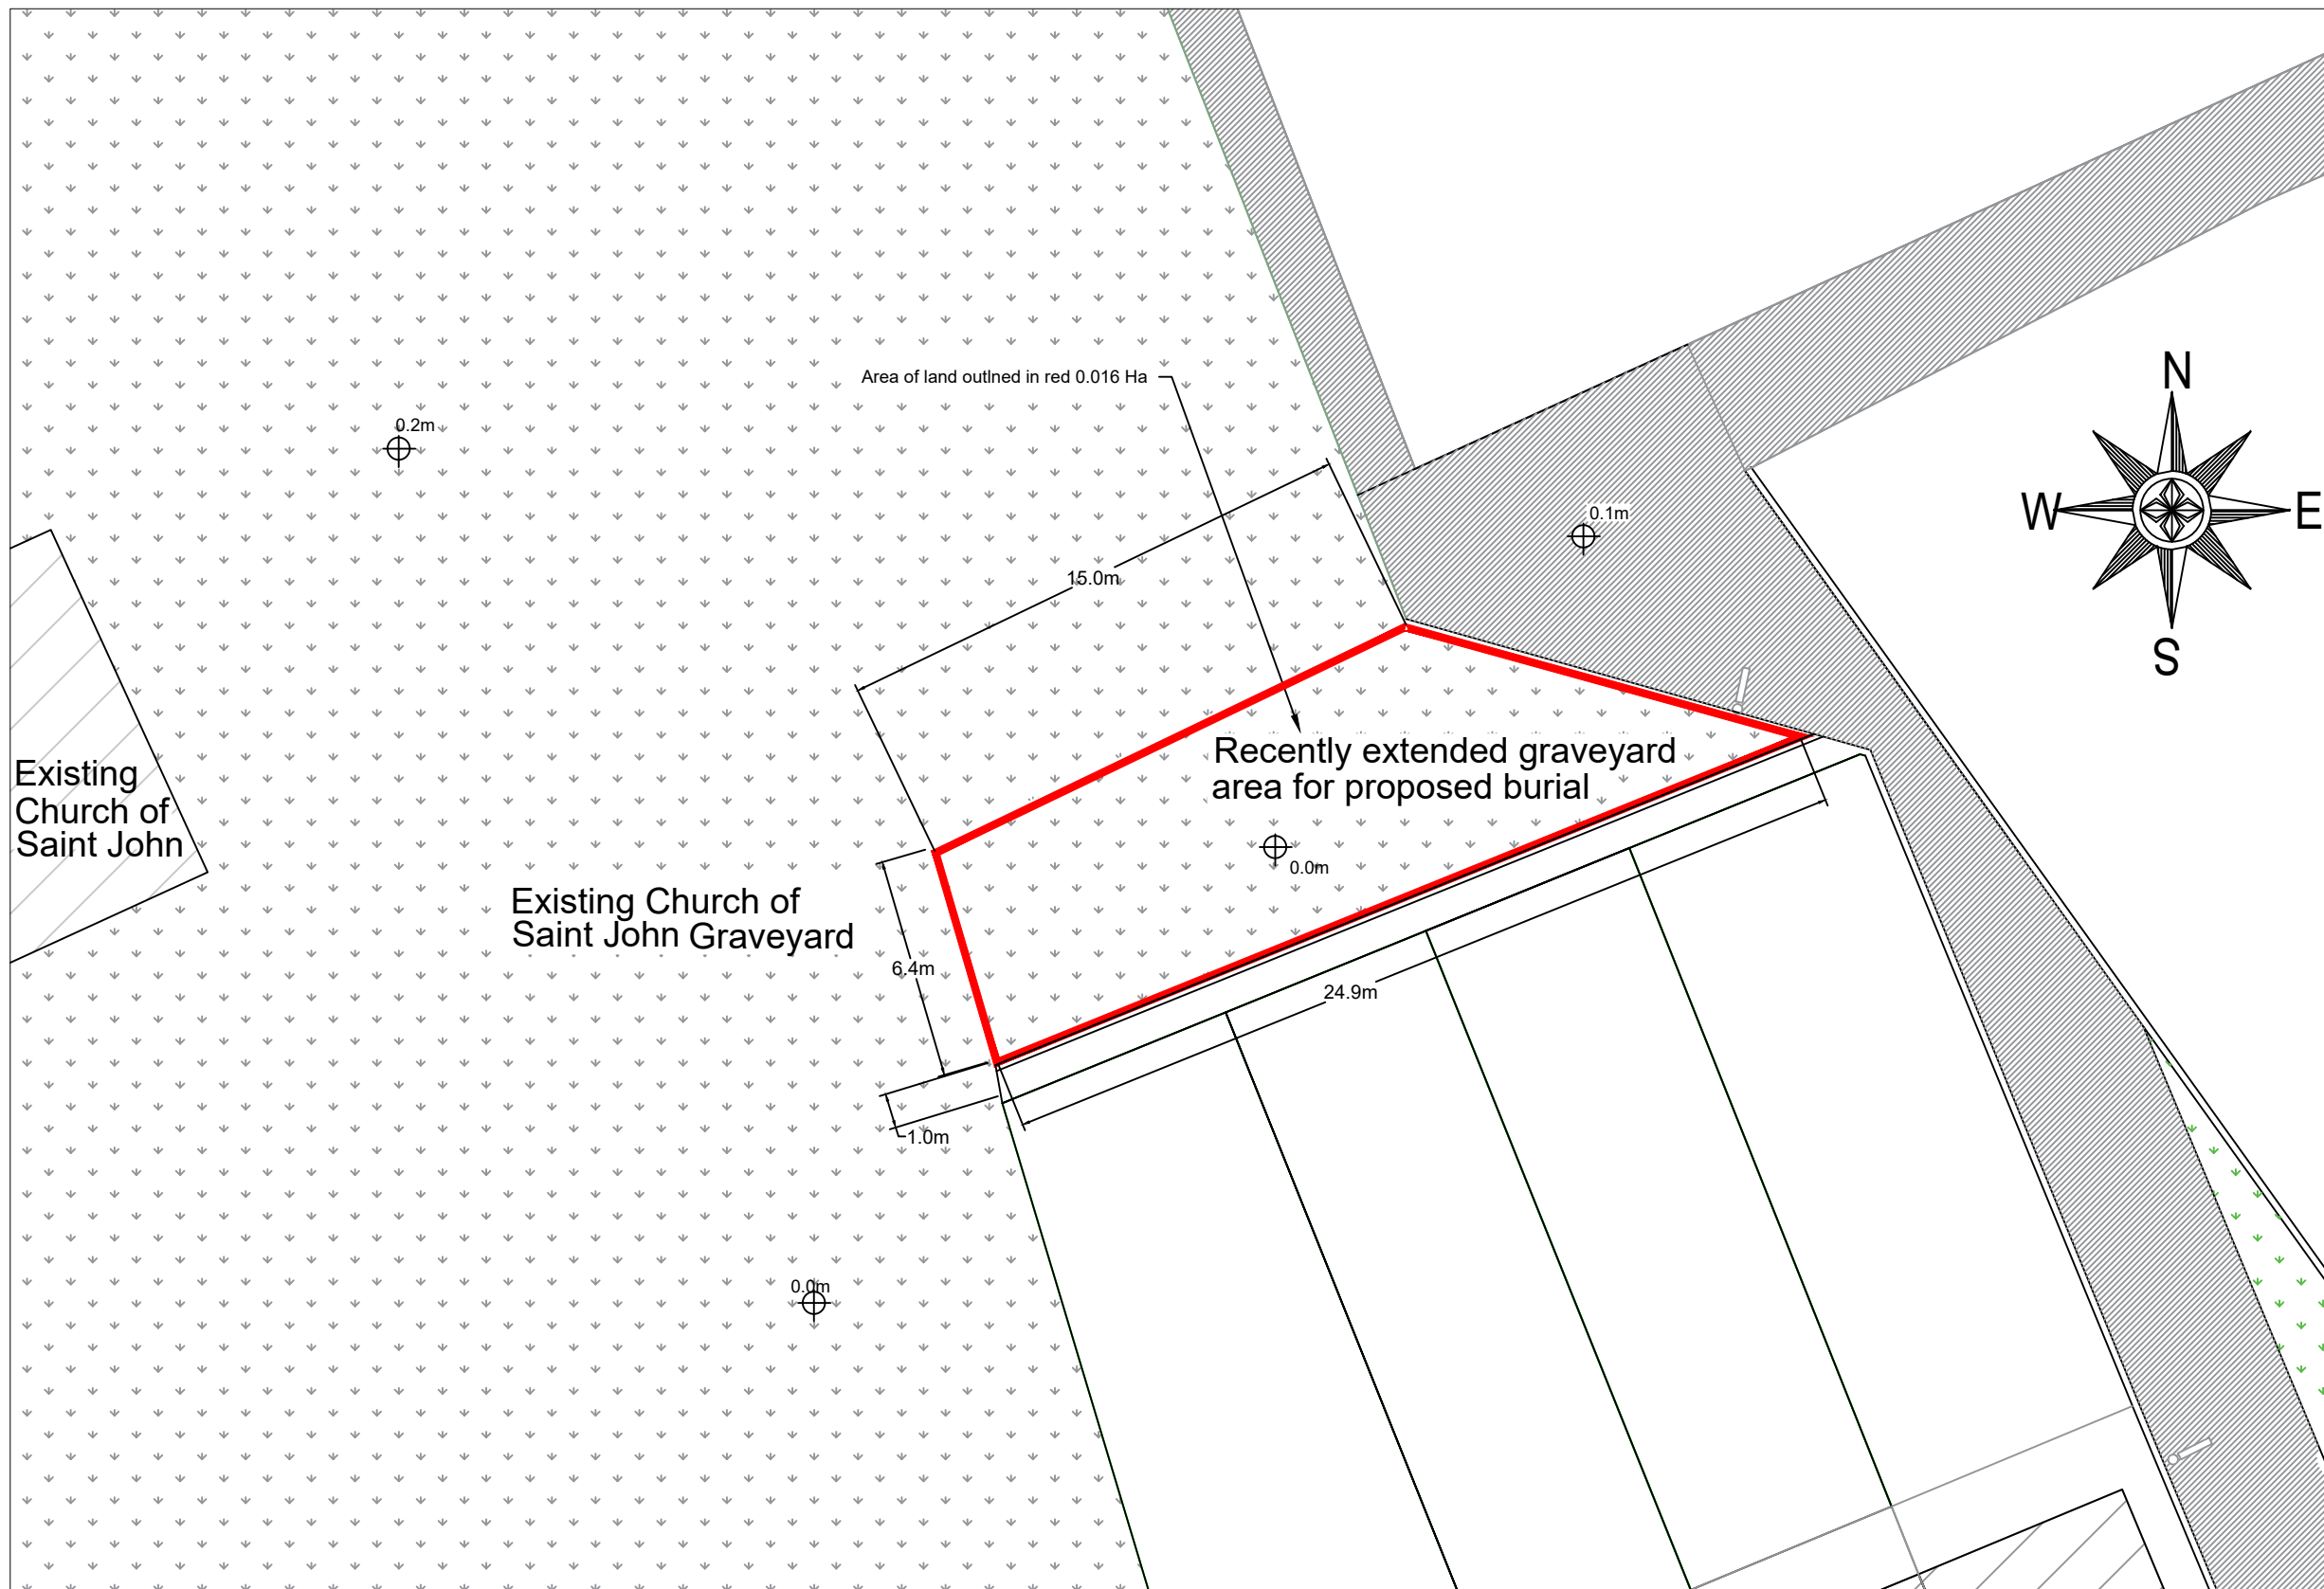 Area of land outlned in red 0.016 Ha
0.2m
N
W
E
S
0.1m
15.0m
Recently extended graveyard
area for proposed burial
Existing
Church of
Saint John
0.0m
Existing Church of
Saint John Graveyard
6.4m
24.9m
1.0m
0.0m